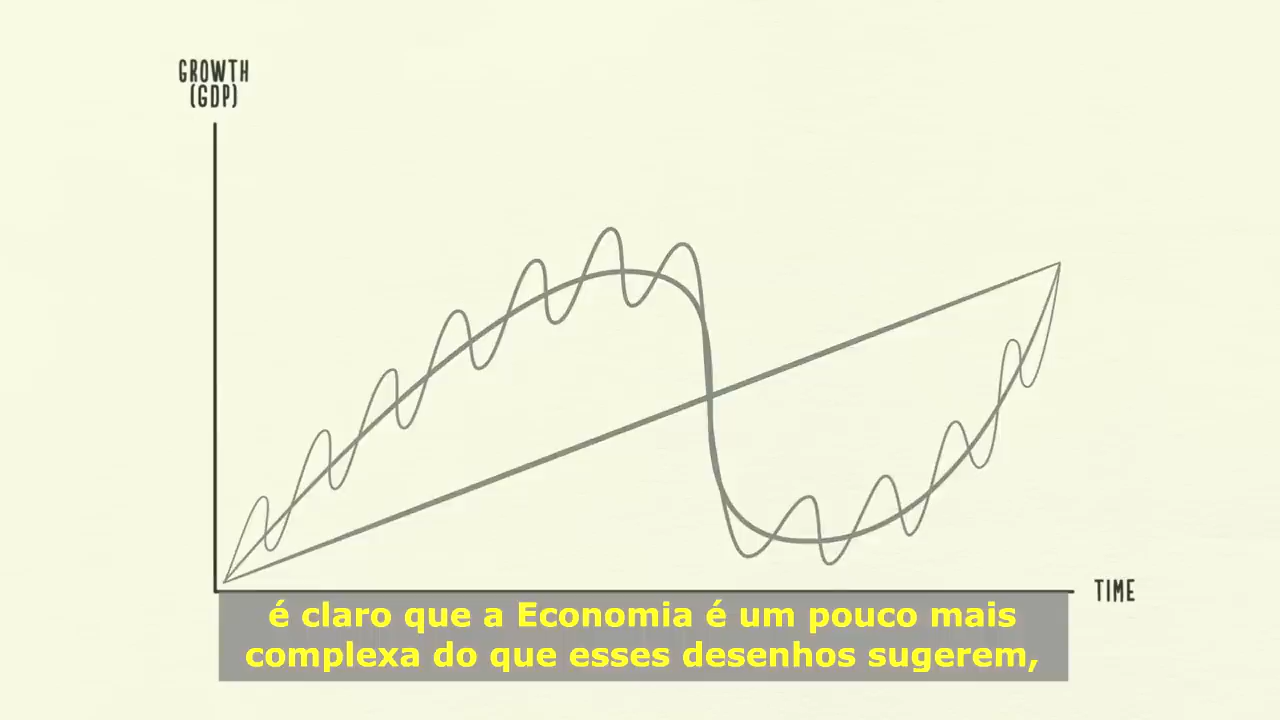 GROWTH
(GDP)
TIME
é claro que a Economia é um pouco mais
complexa do que esses desenhos sugerem,